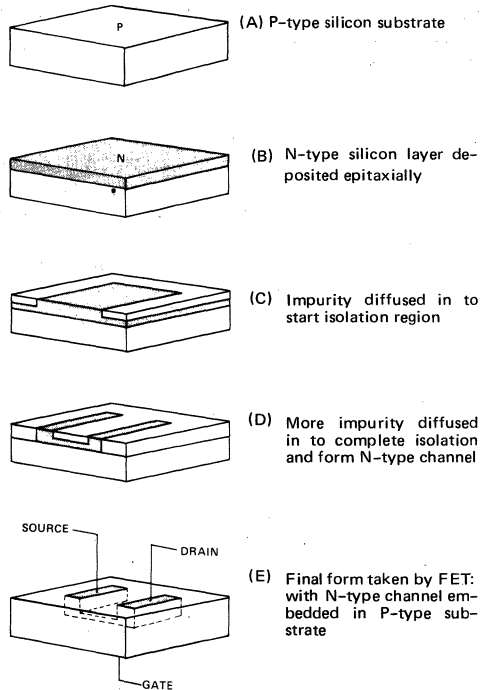 P
(A) P-type silicon substrate
N
(B) N-type silicon layer de-
posited epitaxially
(C) Impurity diffused in to
start isolation region
(D) More impurity diffused
in to complete isolation
and form N-type channel
SOURCE
DRAIN
(E) Final form taken by FET:
with N-type channel em-
bedded in P-type sub-
strate
GATE